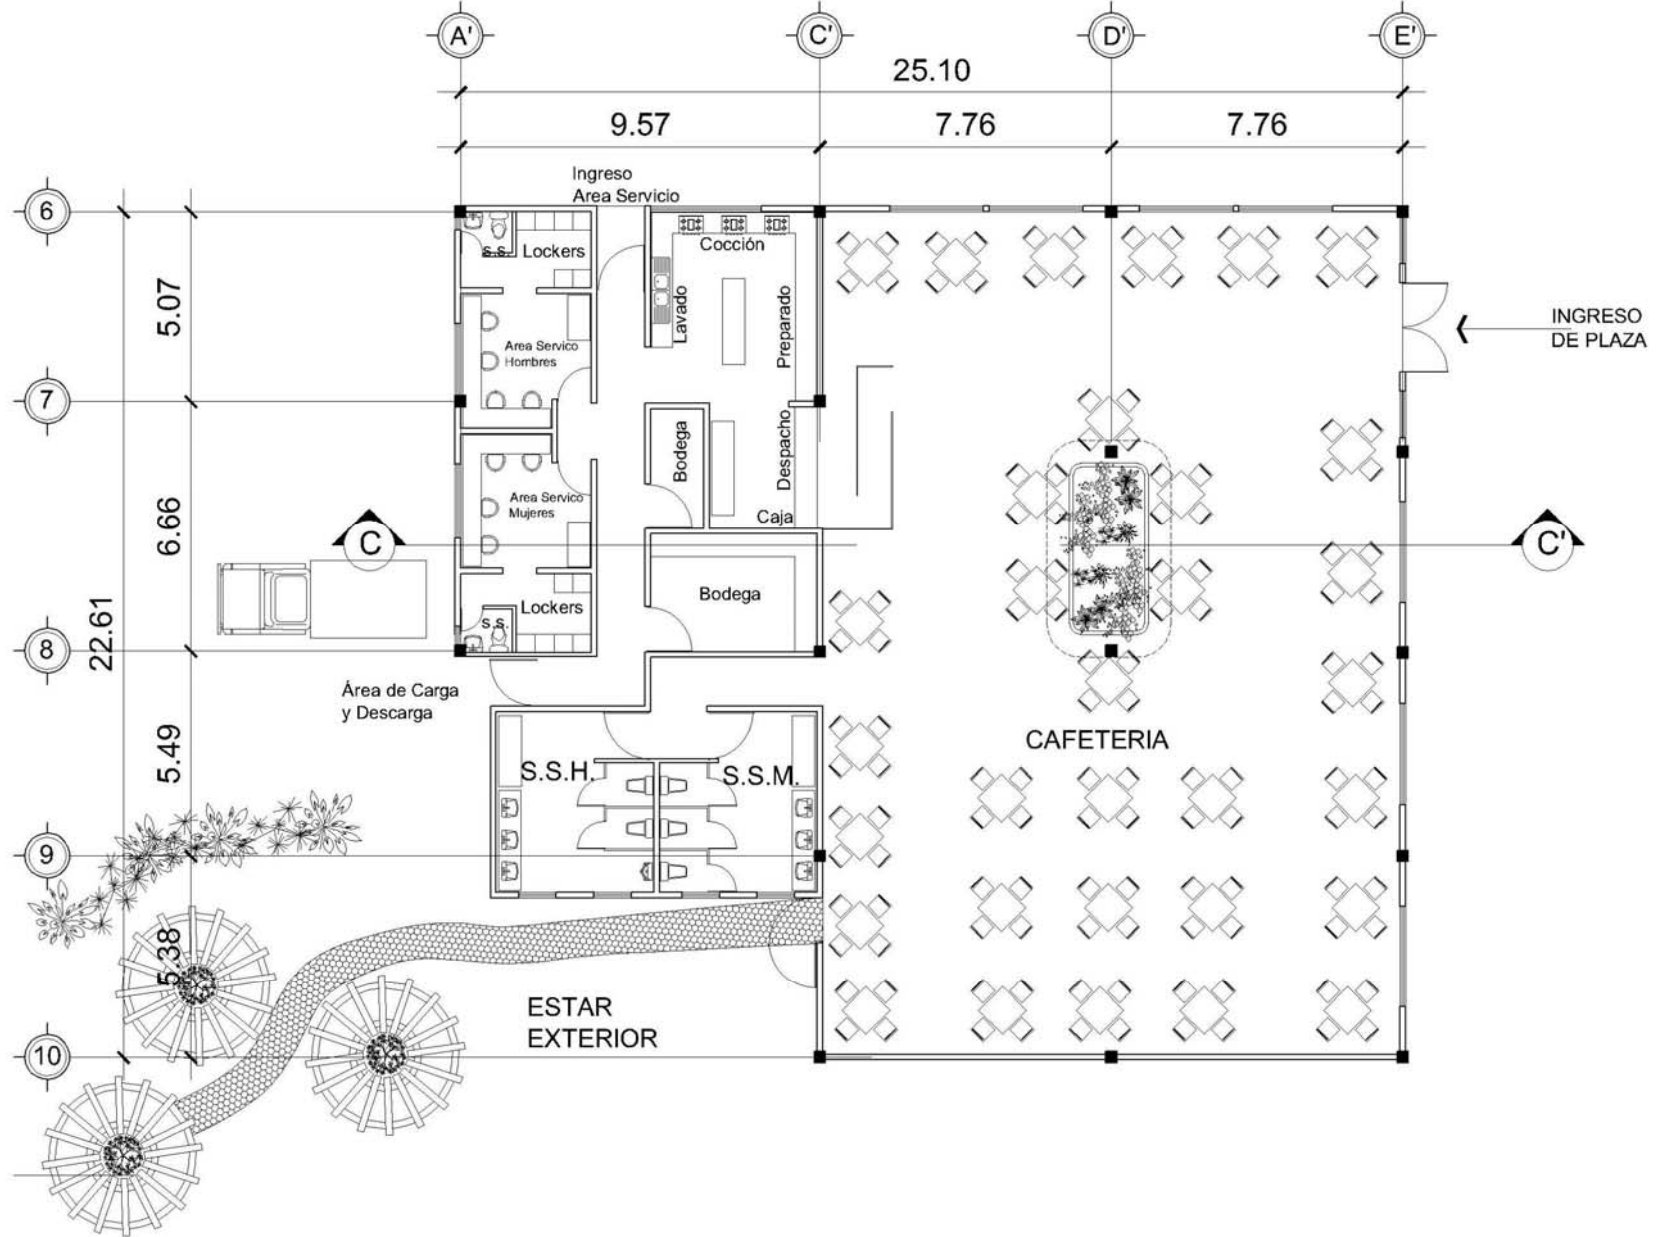 A'
C'
D'
E'
25.10
9.57
7.76
7.76
Ingreso
Area Servicio
6
S.S.
Lockers
Cocción
Lavado
Preparado
5.07
Area Servico
Hombres
INGRESO
DE PLAZA
7
Bodega
Despacho
Caja
6.66
Area Servico
Mujeres
C
C'
Bodega
Lockers
S.S.
22.61
8
Área de Carga
y Descarga
5.49
CAFETERIA
S.S.H.
S.S.M.
9
5.38
ESTAR
EXTERIOR
10